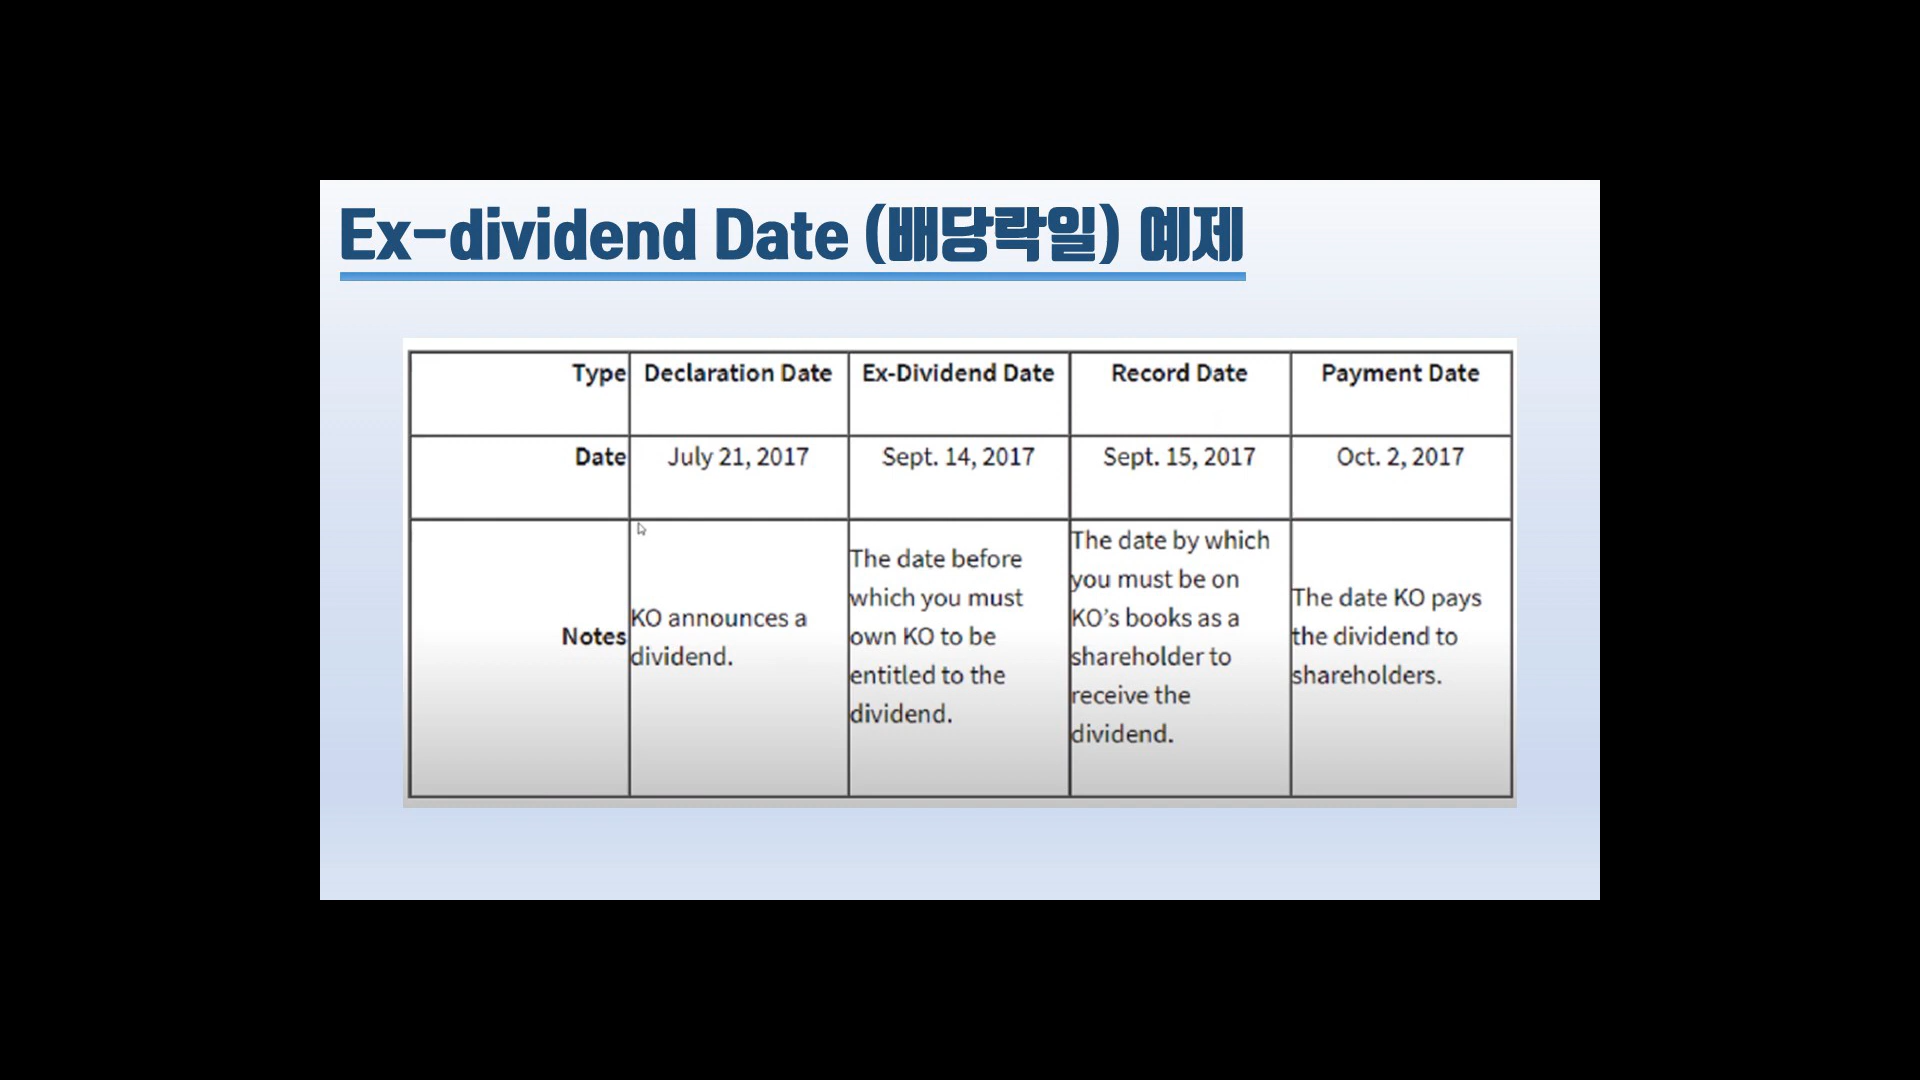 Ex-dividend Date (배당락일) 예제
Type
Declaration Date
Ex-Dividend Date
Record Date
Payment Date
Date
July 21, 2017
Sept. 14, 2017
Sept. 15, 2017
Oct. 2, 2017
Notes
KO announces a
dividend.
The date before
which you must
own KO to be
entitled to the
dividend.
The date by which
you must be on
KO’s books as a
shareholder to
receive the
dividend.
The date KO pays
the dividend to
shareholders.